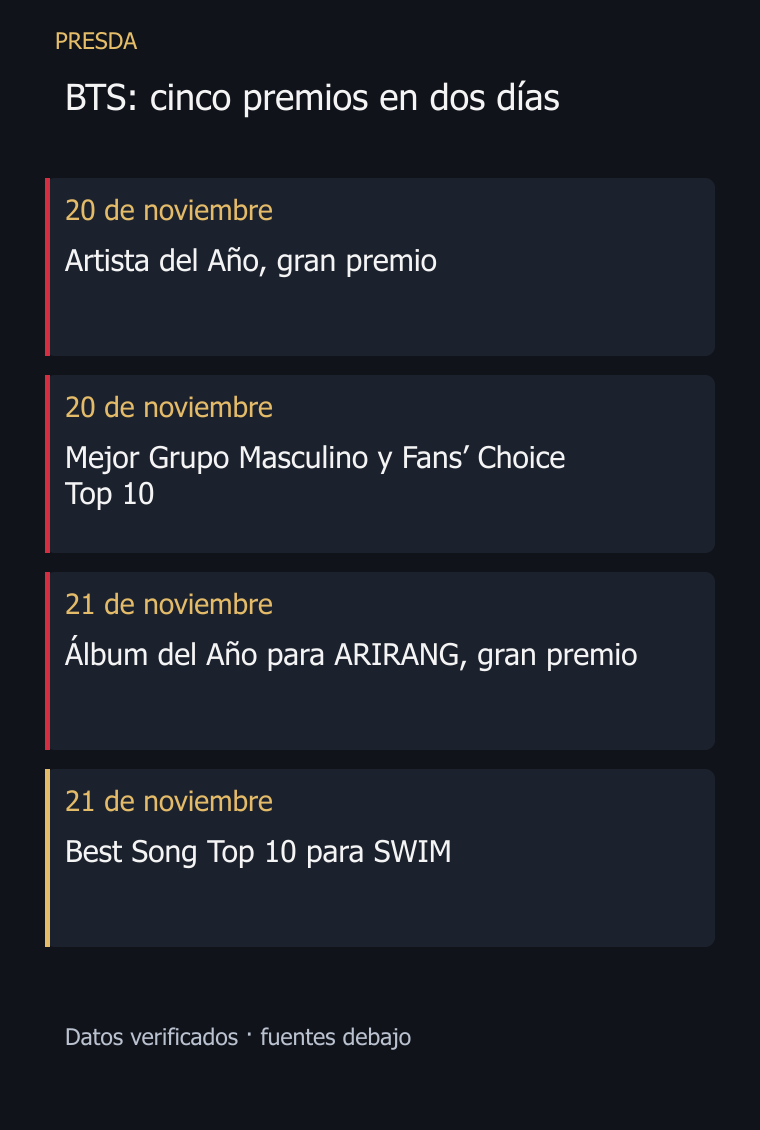 PRESDA
BTS: cinco premios en dos días
20 de noviembre
Artista del Año, gran premio
20 de noviembre
Mejor Grupo Masculino y Fans’ Choice
Top 10
21 de noviembre
Álbum del Año para ARIRANG, gran premio
21 de noviembre
Best Song Top 10 para SWIM
Datos verificados · fuentes debajo